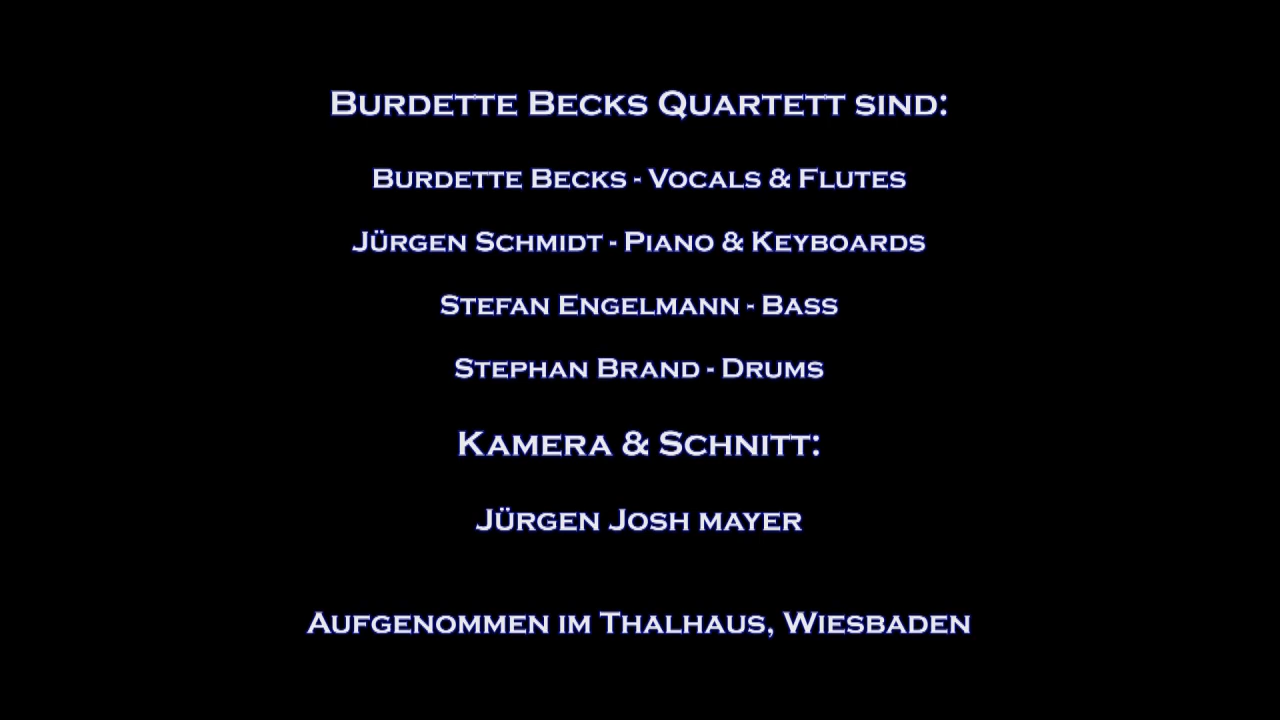 Burdette Becks Quartett sind:
Burdette Becks - Vocals & Flutes
Jürgen Schmidt - Piano & Keyboards
Stefan Engelmann - Bass
Stephan Brand - Drums
Kamera & Schnitt:
Jürgen Josh mayer
Aufgenommen im Thalhaus, Wiesbaden